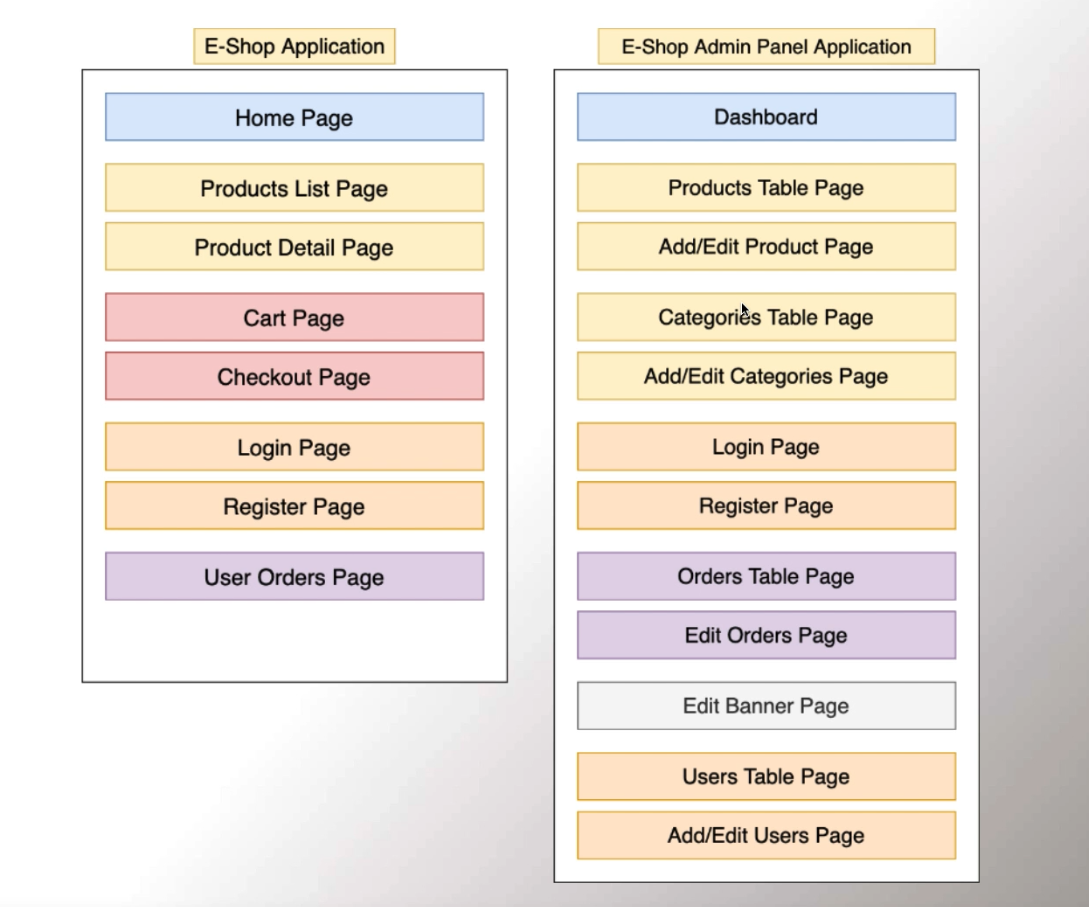 E-Shop Application
Home Page
Products List Page
Product Detail Page
Cart Page
Checkout Page
Login Page
Register Page
User Orders Page
E-Shop Admin Panel Application
Dashboard
Products Table Page
Add/Edit Product Page
Categories Table Page
Add/Edit Categories Page
Login Page
Register Page
Orders Table Page
Edit Orders Page
Edit Banner Page
Users Table Page
Add/Edit Users Page